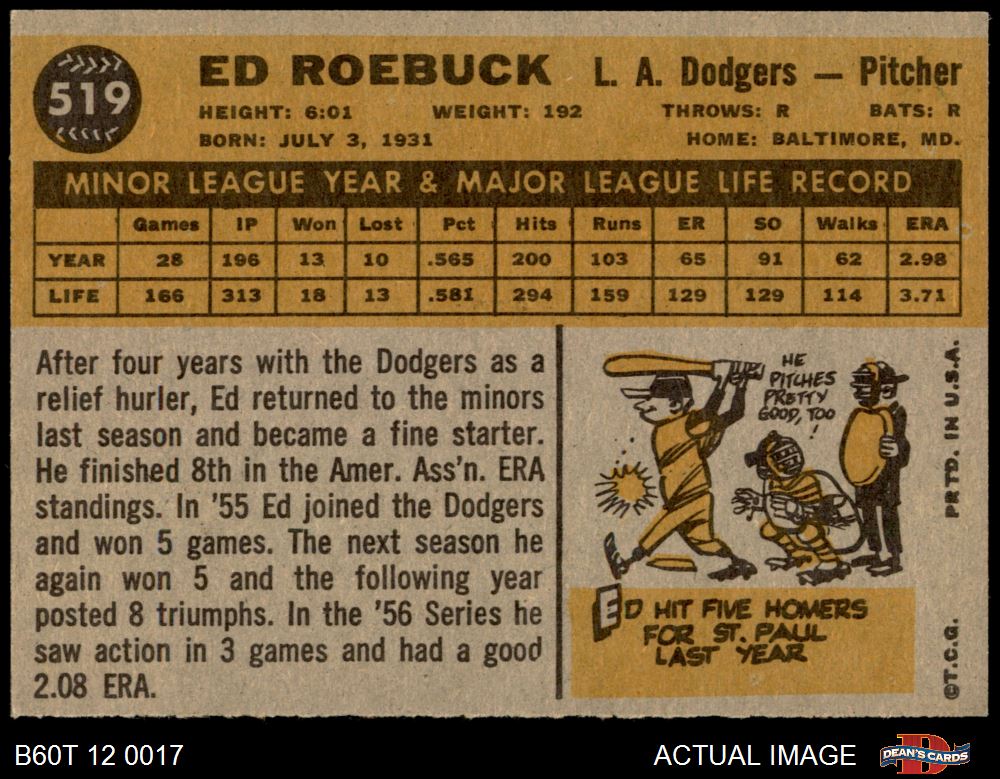 519
ED ROEBUCK L. A. Dodgers — Pitcher
HEIGHT: 6:01 WEIGHT: 192 THROWS: R BATS: R
BORN: JULY 3, 1931 HOME: BALTIMORE, MD.
MINOR LEAGUE YEAR & MAJOR LEAGUE LIFE RECORD
Games IP Won Lost Pct Hits Runs ER SO Walks ERA
YEAR 28 196 13 10 .565 200 103 65 91 62 2.98
LIFE 166 313 18 13 .581 294 159 129 129 114 3.71
After four years with the Dodgers as a
relief hurler, Ed returned to the minors
last season and became a fine starter.
He finished 8th in the Amer. Ass'n. ERA
standings. In '55 Ed joined the Dodgers
and won 5 games. The next season he
again won 5 and the following year
posted 8 triumphs. In the '56 Series he
saw action in 3 games and had a good
2.08 ERA.
HE
PITCHES
PRETTY
GOOD, TOO
!
ED HIT FIVE HOMERS
FOR ST. PAUL
LAST YEAR
©T.C.G. PRTD. IN U.S.A.
B60T 12 0017 ACTUAL IMAGE
DEAN'S CARDS